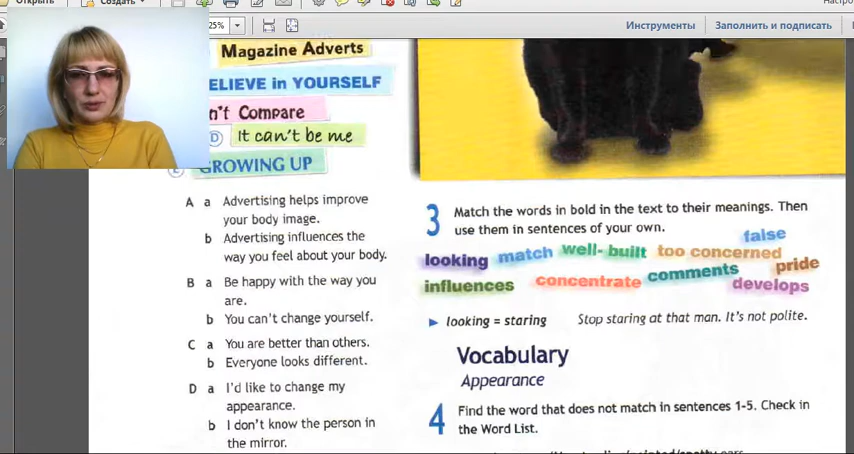 Открыть
Создать
25%
Инструменты
Заполнить и подписать
Magazine Adverts
ELIEVE in YOURSELF
n't Compare
D It can't be me
GROWING UP
A a Advertising helps improve
your body image.
b Advertising influences the
way you feel about your body.
B a Be happy with the way you
are.
b You can't change yourself.
C a You are better than others.
b Everyone looks different.
D a I'd like to change my
appearance.
b I don't know the person in
the mirror.
3 Match the words in bold in the text to their meanings. Then
use them in sentences of your own.
false
looking match well- built too concerned
pride
influences concentrate comments
develops
► looking = staring Stop staring at that man. It's not polite.
Vocabulary
Appearance
4 Find the word that does not match in sentences 1-5. Check in
the Word List.